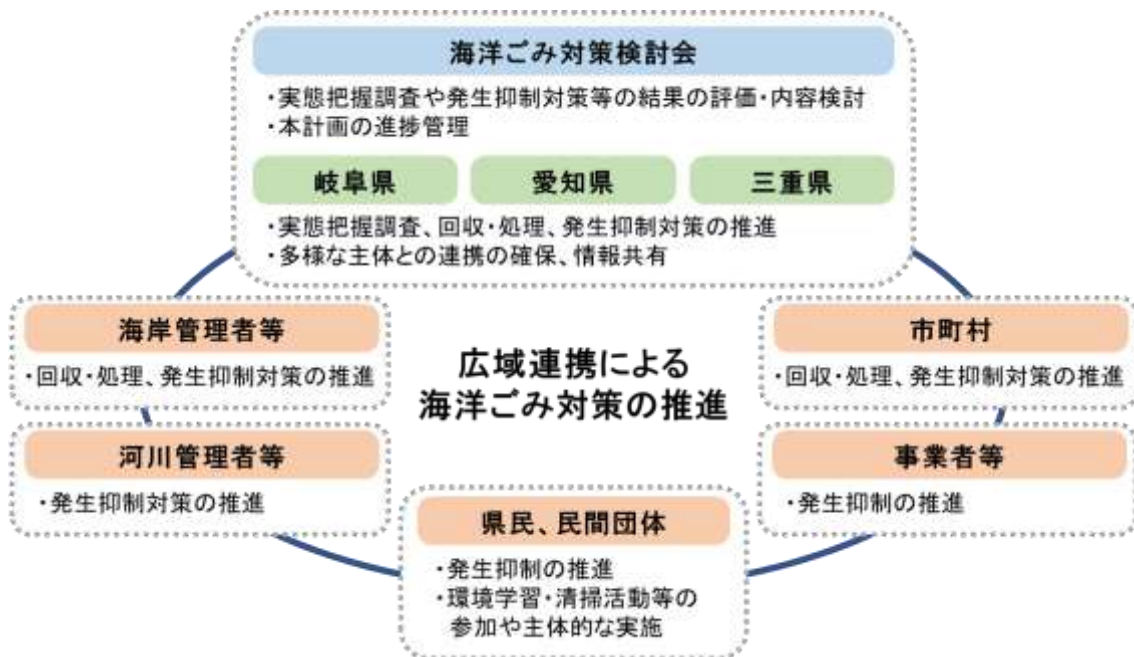 海洋ごみ対策検討会
・実態把握調査や発生抑制対策等の結果の評価・内容検討
・本計画の進捗管理
岐阜県
愛知県
三重県
・実態把握調査、回収・処理、発生抑制対策の推進
・多様な主体との連携の確保、情報共有
海岸管理者等
・回収・処理、発生抑制対策の推進
市町村
・回収・処理、発生抑制対策の推進
広域連携による
海洋ごみ対策の推進
河川管理者等
・発生抑制対策の推進
事業者等
・発生抑制の推進
県民、民間団体
・発生抑制の推進
・環境学習・清掃活動等の
参加や主体的な実施